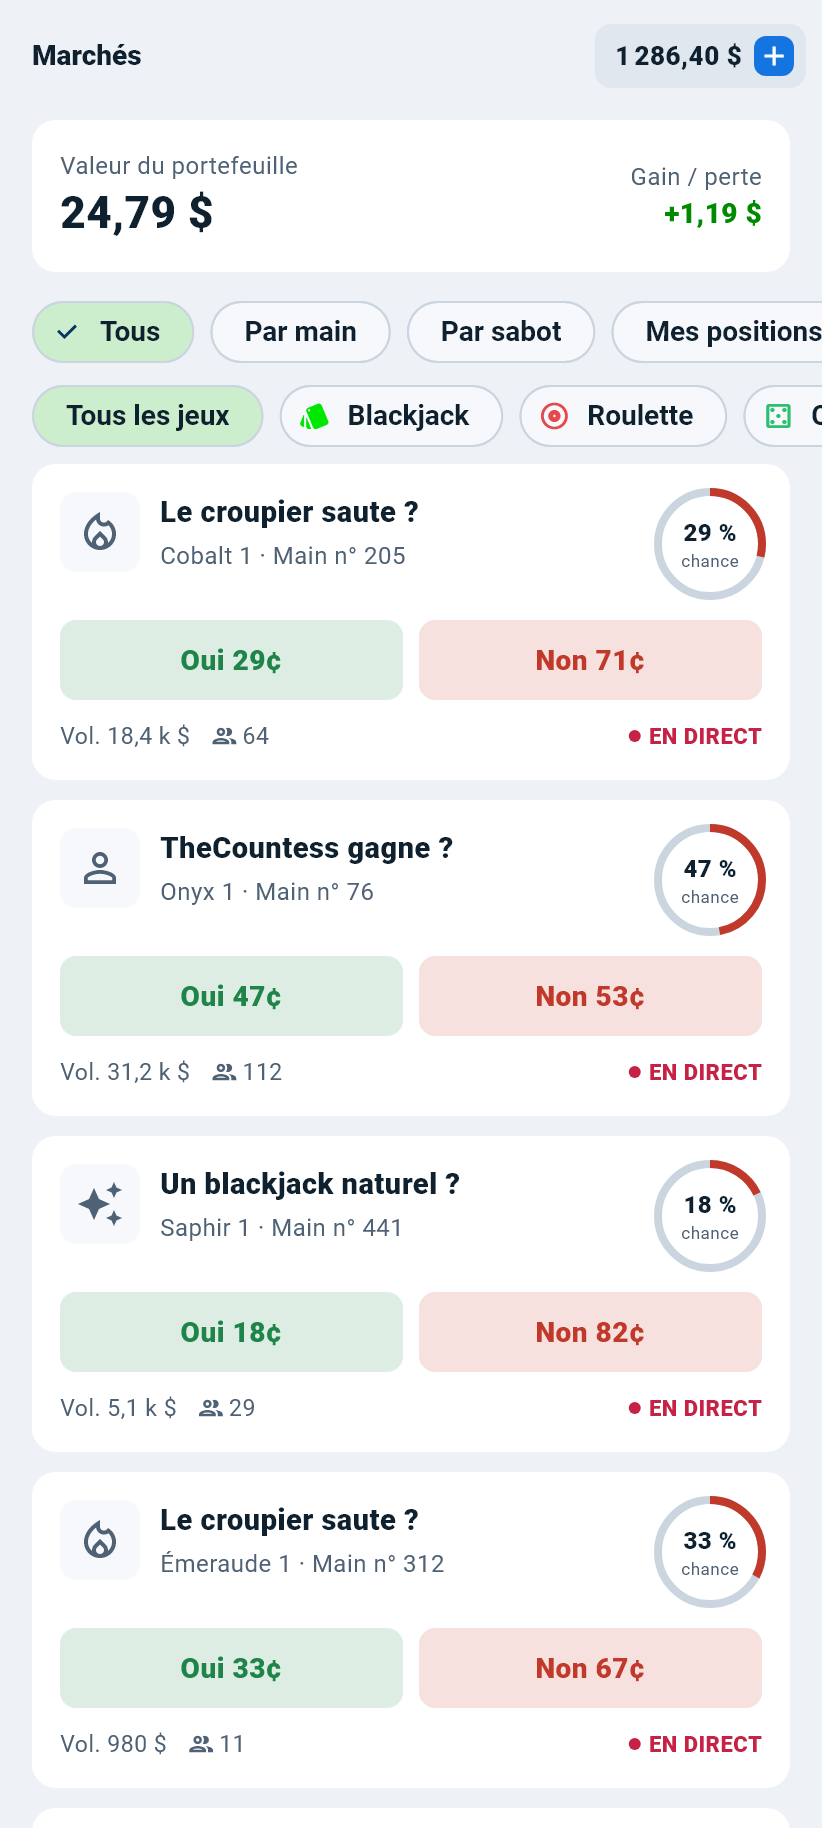 Marchés
1 286,40 $
Valeur du portefeuille
24,79 $
Gain / perte
+1,19 $
Tous
Par main
Par sabot
Mes positions
Tous les jeux
Blackjack
Roulette
Le croupier saute ?
Cobalt 1 · Main n° 205
29 %
chance
Oui 29¢
Non 71¢
Vol. 18,4 k $
64
EN DIRECT
TheCountess gagne ?
Onyx 1 · Main n° 76
47 %
chance
Oui 47¢
Non 53¢
Vol. 31,2 k $
112
EN DIRECT
Un blackjack naturel ?
Saphir 1 · Main n° 441
18 %
chance
Oui 18¢
Non 82¢
Vol. 5,1 k $
29
EN DIRECT
Le croupier saute ?
Émeraude 1 · Main n° 312
33 %
chance
Oui 33¢
Non 67¢
Vol. 980 $
11
EN DIRECT